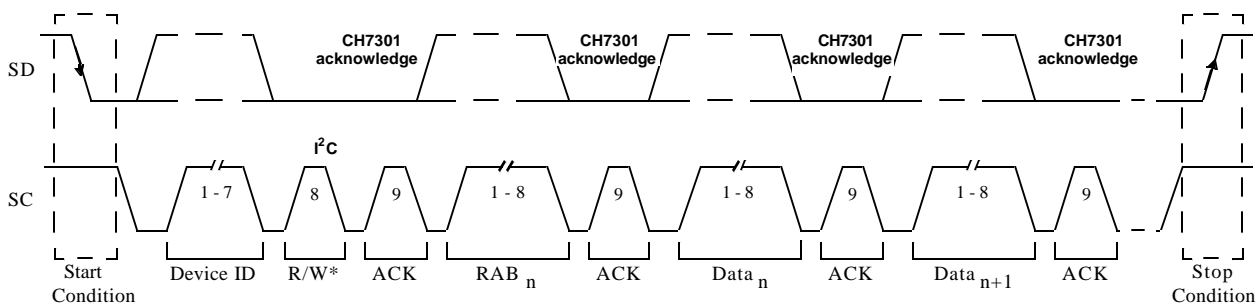 CH7301
acknowledge
CH7301
acknowledge
CH7301
acknowledge
CH7301
acknowledge
SD
I²C
SC
1 - 7
8
9
1 - 8
9
1 - 8
9
1 - 8
9
Start
Condition
Device ID
R/W*
ACK
RAB n
ACK
Data n
ACK
Data n+1
ACK
Stop
Condition